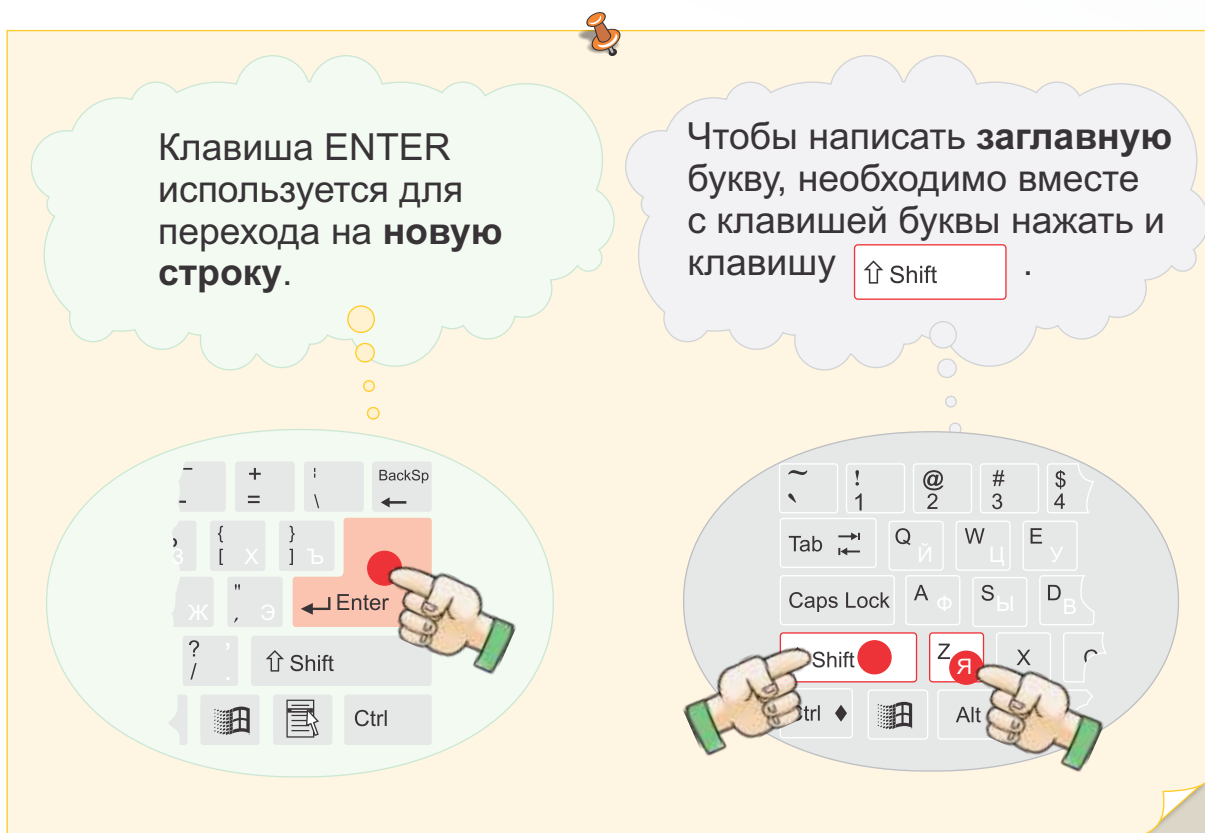 Клавиша ENTER
используется для
перехода на новую
строку.
Чтобы написать заглавную
букву, необходимо вместе
с клавишей буквы нажать и
клавишу ⇧ Shift .
+ ¦ BackSp
- = \ ←
{ }
З [ Х ] Ъ
"
Ж , Э ↵ Enter
? ,
/ . ⇧ Shift
Ctrl
~ ! @ # $
` 1 2 3 4
Tab Q Й W Ц E У
Caps Lock A Ф S Ы D В
Shift Z Я X
trl ♦ Alt